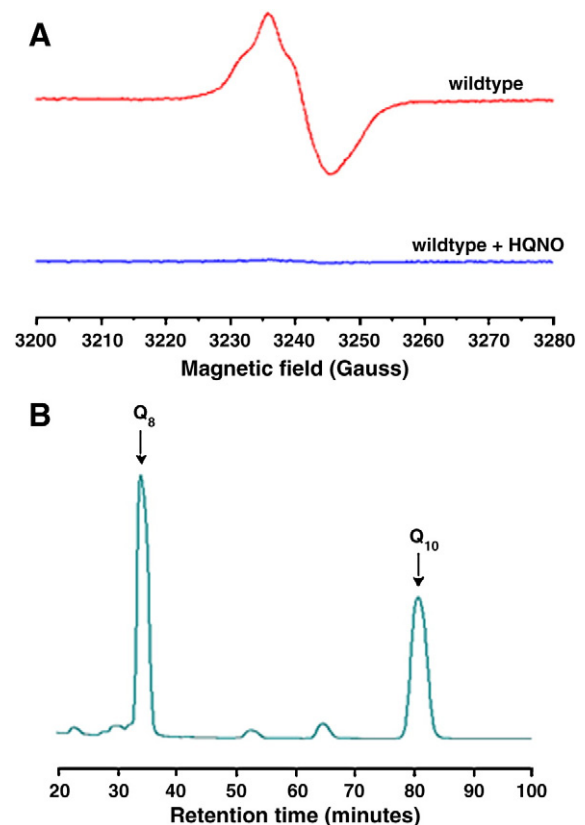 A
wildtype
wildtype + HQNO
3200 3210 3220 3230 3240 3250 3260 3270 3280
Magnetic field (Gauss)
B
Q8
Q10
20 30 40 50 60 70 80 90 100
Retention time (minutes)